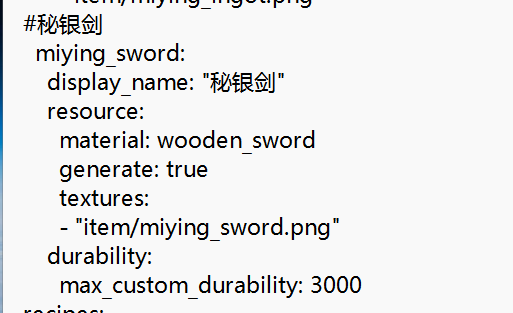 item/miying_ingot.png
#秘银剑
miying_sword:
display_name: "秘银剑"
resource:
material: wooden_sword
generate: true
textures:
- "item/miying_sword.png"
durability:
max_custom_durability: 3000
recipes: